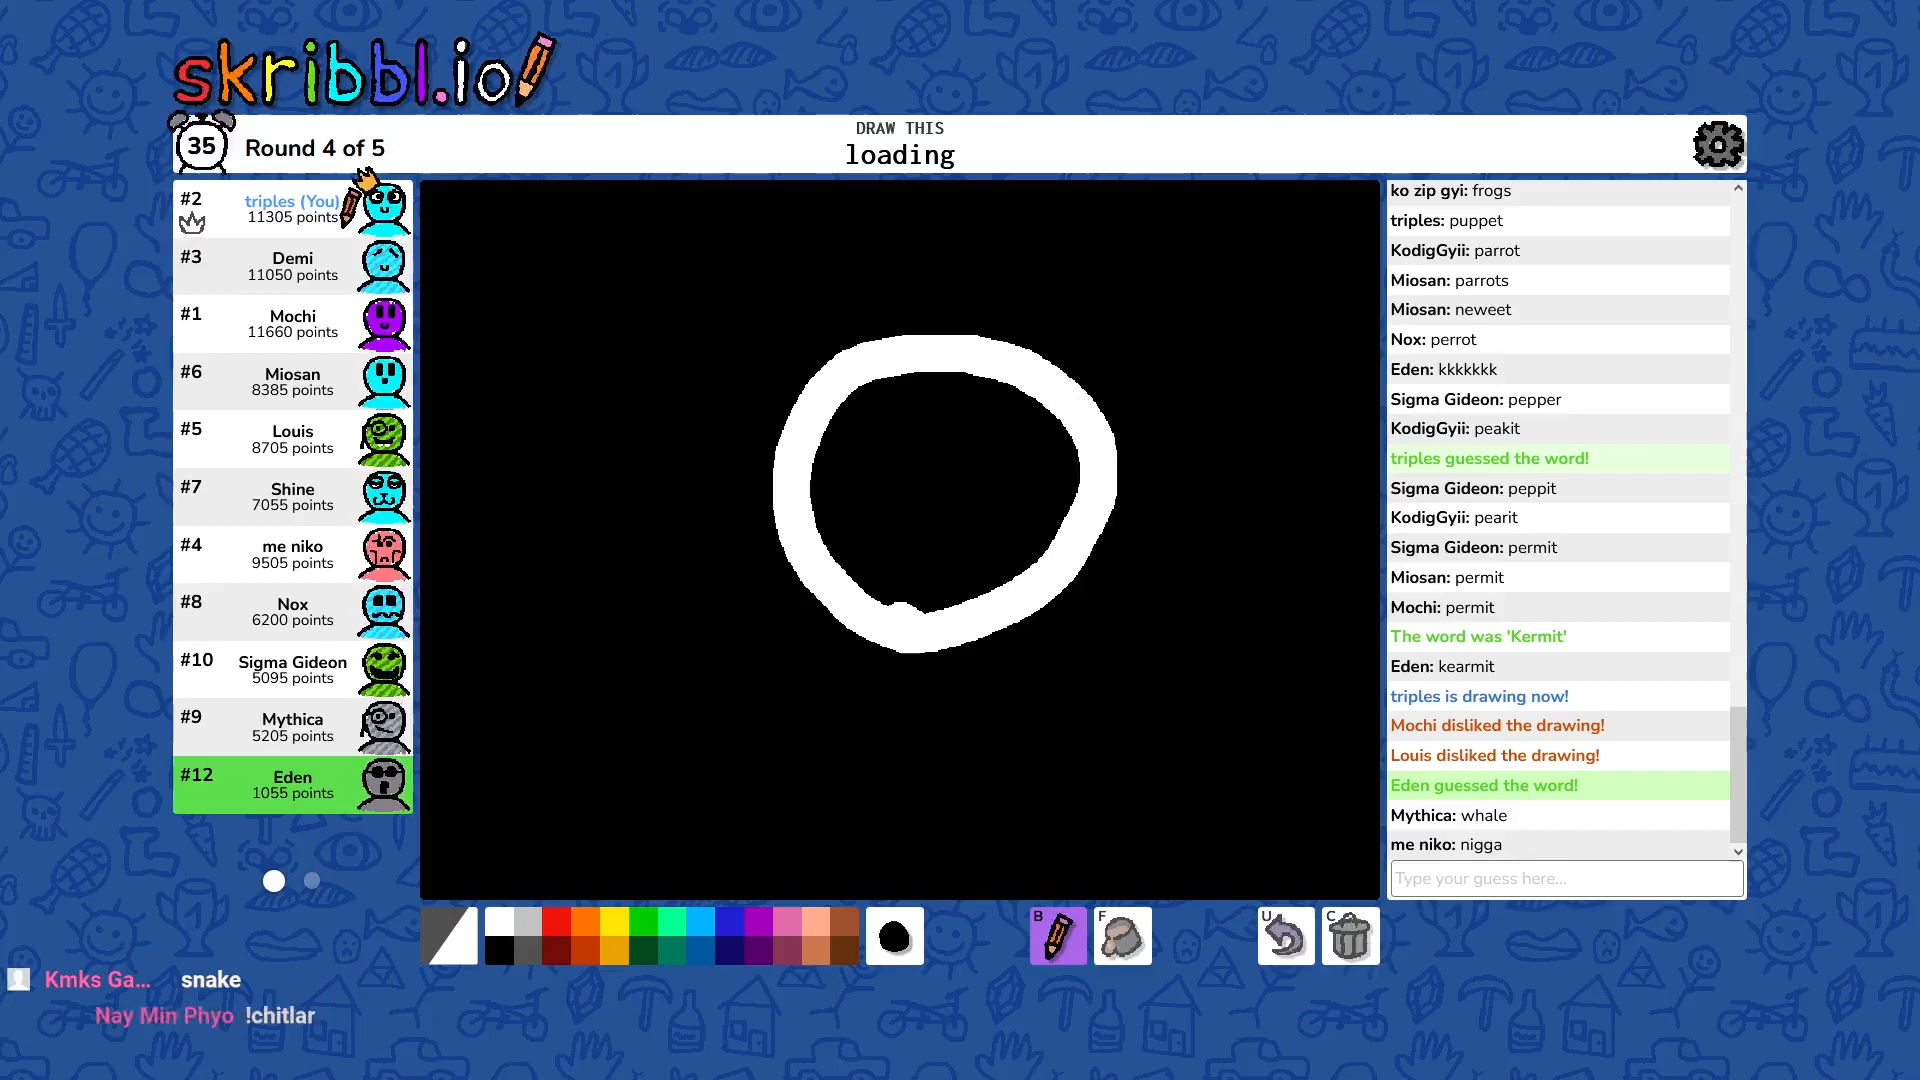 skribbl.io
35
Round 4 of 5
DRAW THIS
loading
#2
triples (You)
11305 points
#3
Demi
11050 points
#1
Mochi
11660 points
#6
Miosan
8385 points
#5
Louis
8705 points
#7
Shine
7055 points
#4
me niko
9505 points
#8
Nox
6200 points
#10
Sigma Gideon
5095 points
#9
Mythica
5205 points
#12
Eden
1055 points
ko zip gyi: frogs
triples: puppet
KodigGyii: parrot
Miosan: parrots
Miosan: neweet
Nox: perrot
Eden: kkkkkkk
Sigma Gideon: pepper
KodigGyii: peakit
triples guessed the word!
Sigma Gideon: peppit
KodigGyii: pearit
Sigma Gideon: permit
Miosan: permit
Mochi: permit
The word was 'Kermit'
Eden: kearmit
triples is drawing now!
Mochi disliked the drawing!
Louis disliked the drawing!
Eden guessed the word!
Mythica: whale
me niko: nigga
Type your guess here...
B
F
U
C
Kmks Ga... snake
Nay Min Phyo !chitlar